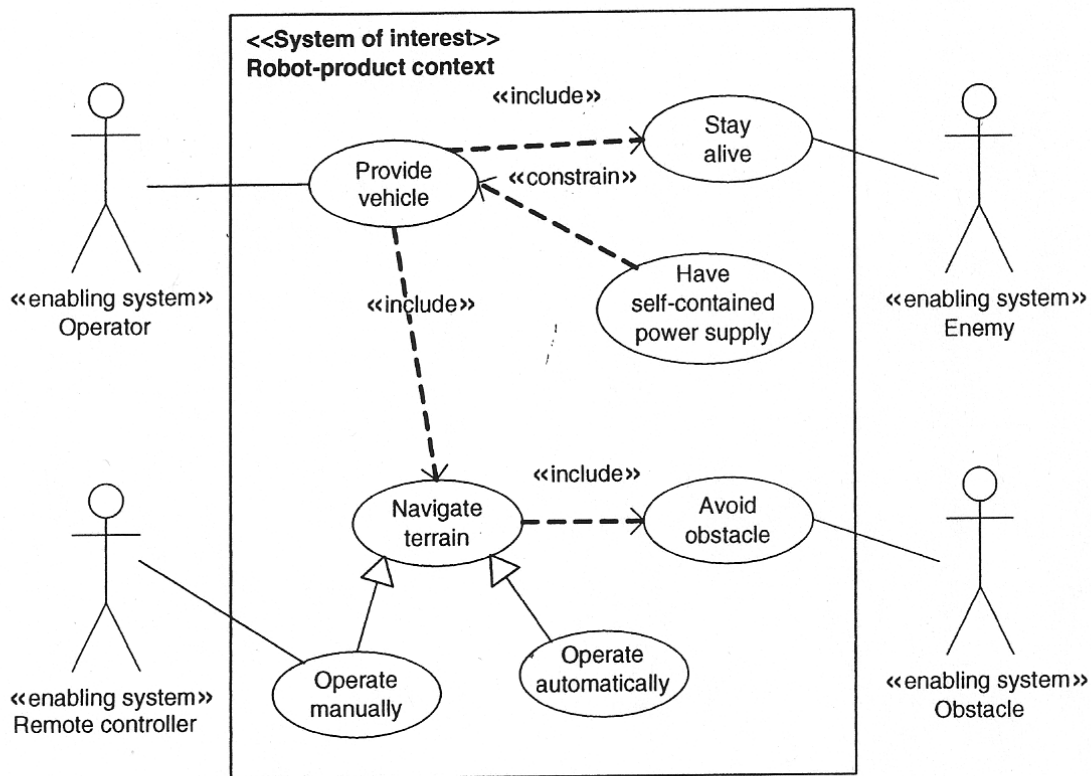 <<System of interest>>
Robot-product context
«include»
Stay
alive
Provide
vehicle
«constrain»
«enabling system»
Operator
«include»
Have
self-contained
power supply
«enabling system»
Enemy
«include»
Navigate
terrain
Avoid
obstacle
«enabling system»
Remote controller
Operate
manually
Operate
automatically
«enabling system»
Obstacle